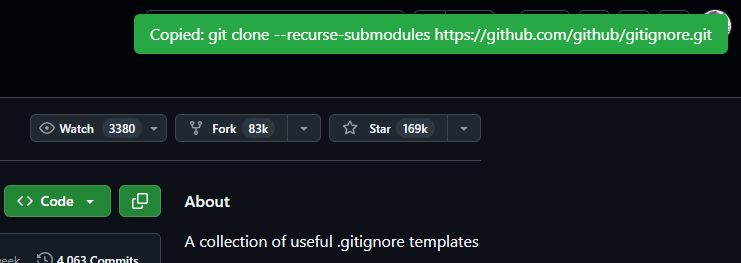 Copied: git clone --recurse-submodules https://github.com/github/gitignore.git
Watch 3380
Fork 83k
Star 169k
Code
About
A collection of useful .gitignore templates
week
4,063 Commits